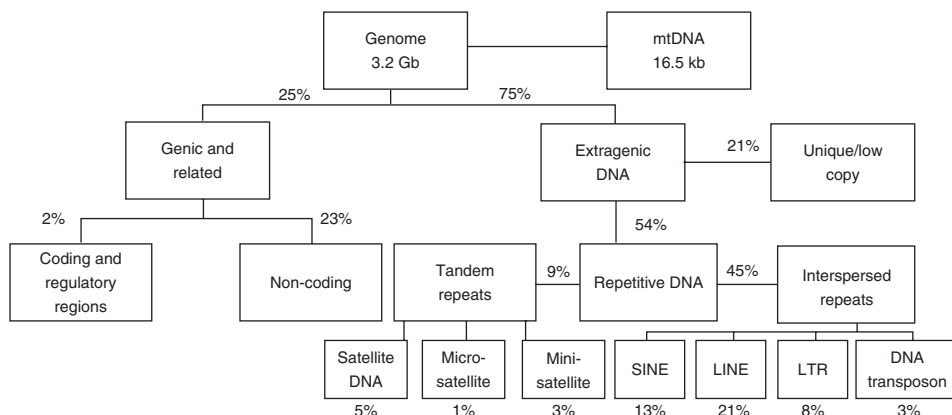 Genome
3.2 Gb
mtDNA
16.5 kb
25%
75%
Genic and
related
Extragenic
DNA
21%
Unique/low
copy
2%
23%
54%
Coding and
regulatory
regions
Non-coding
Tandem
repeats
9%
Repetitive DNA
45%
Interspersed
repeats
Satellite
DNA
Micro-
satellite
Mini-
satellite
SINE
LINE
LTR
DNA
transposon
5%
1%
3%
13%
21%
8%
3%